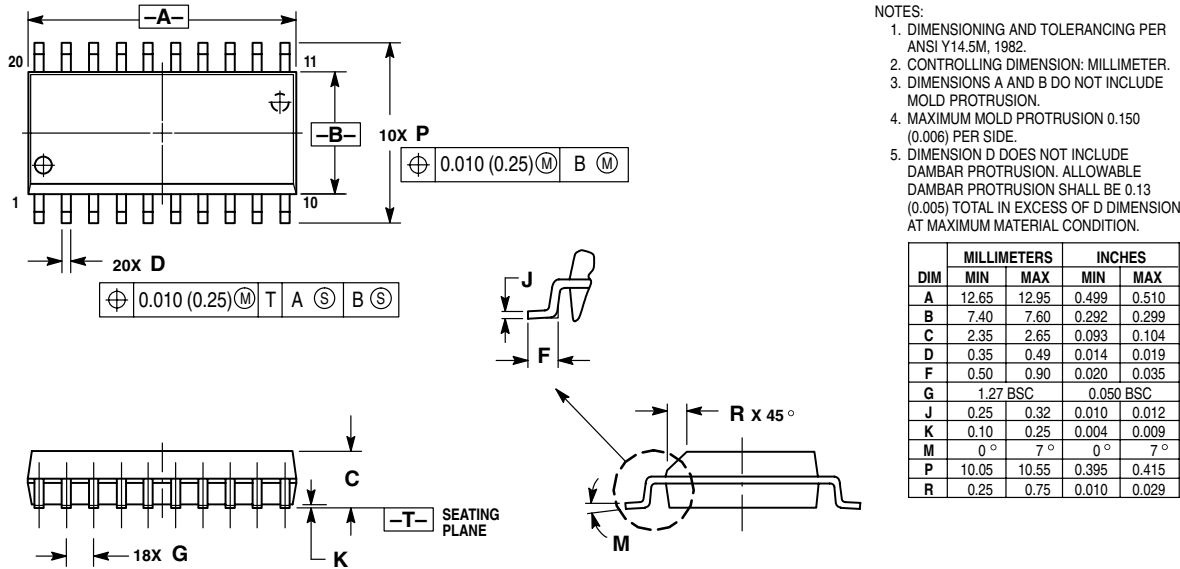 –A–
20
11
–B–
10X P
⌖ 0.010 (0.25) Ⓜ B Ⓜ
1
10
20X D
⌖ 0.010 (0.25) Ⓜ T A Ⓢ B Ⓢ
J
F
C
–T– SEATING
PLANE
18X G
K
R X 45°
M
NOTES:
1. DIMENSIONING AND TOLERANCING PER
ANSI Y14.5M, 1982.
2. CONTROLLING DIMENSION: MILLIMETER.
3. DIMENSIONS A AND B DO NOT INCLUDE
MOLD PROTRUSION.
4. MAXIMUM MOLD PROTRUSION 0.150
(0.006) PER SIDE.
5. DIMENSION D DOES NOT INCLUDE
DAMBAR PROTRUSION. ALLOWABLE
DAMBAR PROTRUSION SHALL BE 0.13
(0.005) TOTAL IN EXCESS OF D DIMENSION
AT MAXIMUM MATERIAL CONDITION.
MILLIMETERS INCHES
DIM MIN MAX MIN MAX
A 12.65 12.95 0.499 0.510
B 7.40 7.60 0.292 0.299
C 2.35 2.65 0.093 0.104
D 0.35 0.49 0.014 0.019
F 0.50 0.90 0.020 0.035
G 1.27 BSC 0.050 BSC
J 0.25 0.32 0.010 0.012
K 0.10 0.25 0.004 0.009
M 0° 7° 0° 7°
P 10.05 10.55 0.395 0.415
R 0.25 0.75 0.010 0.029